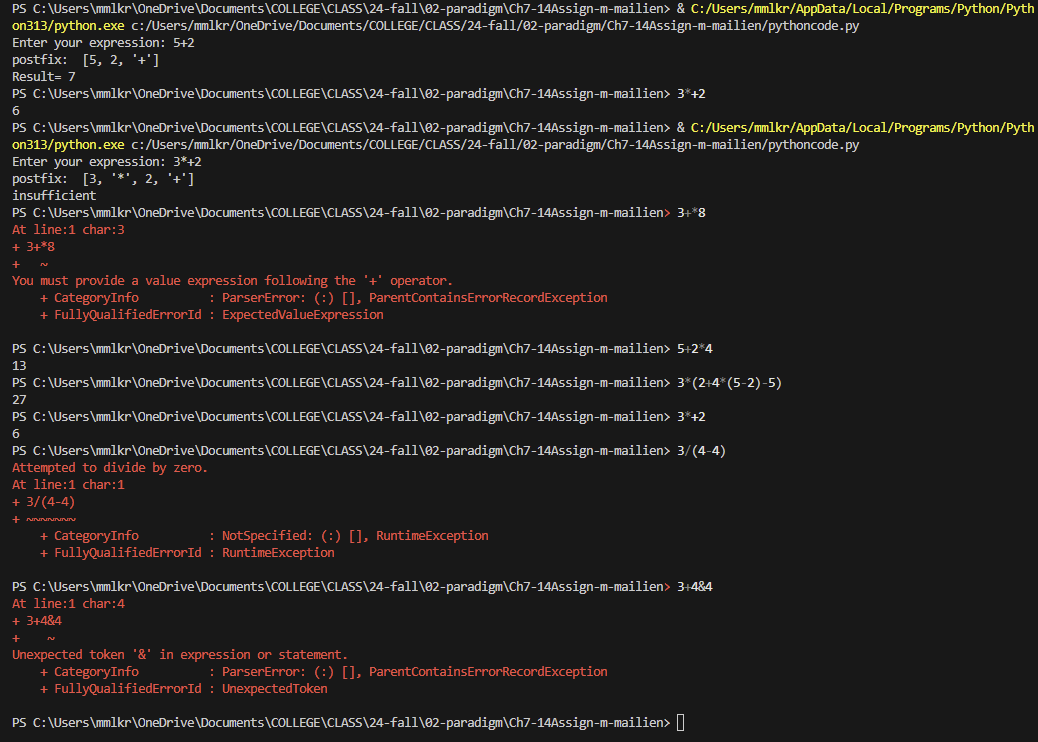 PS C:\Users\mmlkr\OneDrive\Documents\COLLEGE\CLASS\24-fall\02-paradigm\Ch7-14Assign-m-mailien> & C:/Users/mmlkr/AppData/Local/Programs/Python/Pyth
on313/python.exe c:/Users/mmlkr/OneDrive/Documents/COLLEGE/CLASS/24-fall/02-paradigm/Ch7-14Assign-m-mailien/pythoncode.py
Enter your expression: 5+2
postfix:  [5, 2, '+']
Result= 7
PS C:\Users\mmlkr\OneDrive\Documents\COLLEGE\CLASS\24-fall\02-paradigm\Ch7-14Assign-m-mailien> 3*+2
6
PS C:\Users\mmlkr\OneDrive\Documents\COLLEGE\CLASS\24-fall\02-paradigm\Ch7-14Assign-m-mailien> & C:/Users/mmlkr/AppData/Local/Programs/Python/Pyth
on313/python.exe c:/Users/mmlkr/OneDrive/Documents/COLLEGE/CLASS/24-fall/02-paradigm/Ch7-14Assign-m-mailien/pythoncode.py
Enter your expression: 3*+2
postfix:  [3, '*', 2, '+']
insufficient
PS C:\Users\mmlkr\OneDrive\Documents\COLLEGE\CLASS\24-fall\02-paradigm\Ch7-14Assign-m-mailien> 3+*8
At line:1 char:3
+ 3+*8
+   ~
You must provide a value expression following the '+' operator.
    + CategoryInfo          : ParserError: (:) [], ParentContainsErrorRecordException
    + FullyQualifiedErrorId : ExpectedValueExpression

PS C:\Users\mmlkr\OneDrive\Documents\COLLEGE\CLASS\24-fall\02-paradigm\Ch7-14Assign-m-mailien> 5+2*4
13
PS C:\Users\mmlkr\OneDrive\Documents\COLLEGE\CLASS\24-fall\02-paradigm\Ch7-14Assign-m-mailien> 3*(2+4*(5-2)-5)
27
PS C:\Users\mmlkr\OneDrive\Documents\COLLEGE\CLASS\24-fall\02-paradigm\Ch7-14Assign-m-mailien> 3*+2
6
PS C:\Users\mmlkr\OneDrive\Documents\COLLEGE\CLASS\24-fall\02-paradigm\Ch7-14Assign-m-mailien> 3/(4-4)
Attempted to divide by zero.
At line:1 char:1
+ 3/(4-4)
+ ~~~~~~~
    + CategoryInfo          : NotSpecified: (:) [], RuntimeException
    + FullyQualifiedErrorId : RuntimeException

PS C:\Users\mmlkr\OneDrive\Documents\COLLEGE\CLASS\24-fall\02-paradigm\Ch7-14Assign-m-mailien> 3+4&4
At line:1 char:4
+ 3+4&4
+    ~
Unexpected token '&' in expression or statement.
    + CategoryInfo          : ParserError: (:) [], ParentContainsErrorRecordException
    + FullyQualifiedErrorId : UnexpectedToken

PS C:\Users\mmlkr\OneDrive\Documents\COLLEGE\CLASS\24-fall\02-paradigm\Ch7-14Assign-m-mailien>